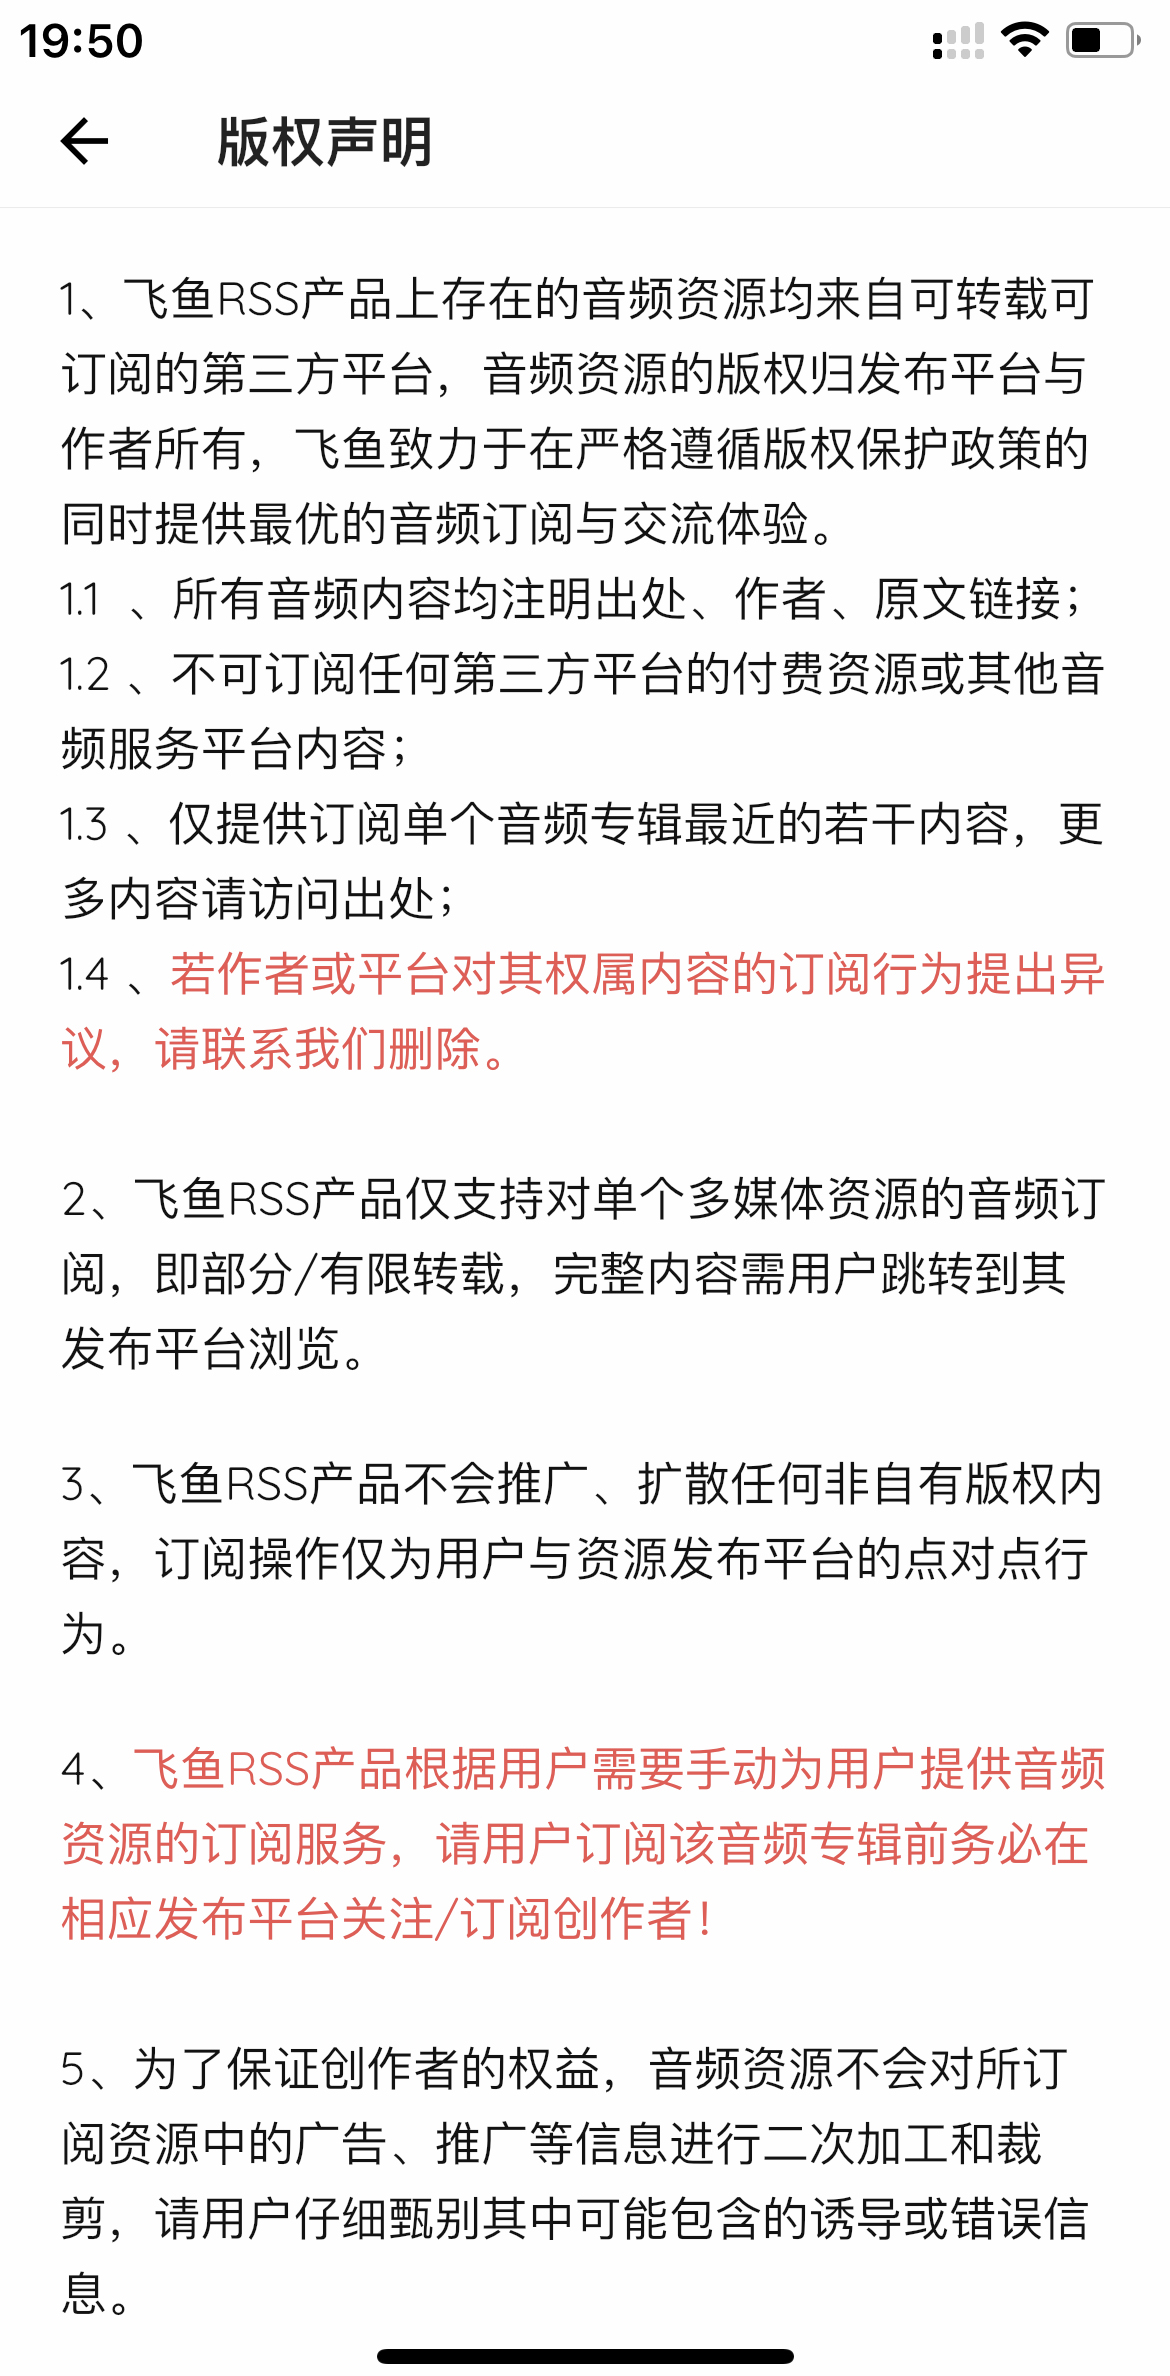 19:50
版权声明
1、飞鱼RSS产品上存在的音频资源均来自可转载可
订阅的第三方平台，音频资源的版权归发布平台与
作者所有，飞鱼致力于在严格遵循版权保护政策的
同时提供最优的音频订阅与交流体验。
1.1 、所有音频内容均注明出处、作者、原文链接；
1.2 、不可订阅任何第三方平台的付费资源或其他音
频服务平台内容；
1.3 、仅提供订阅单个音频专辑最近的若干内容，更
多内容请访问出处；
1.4 、若作者或平台对其权属内容的订阅行为提出异
议，请联系我们删除。
2、飞鱼RSS产品仅支持对单个多媒体资源的音频订
阅，即部分/有限转载，完整内容需用户跳转到其
发布平台浏览。
3、飞鱼RSS产品不会推广、扩散任何非自有版权内
容，订阅操作仅为用户与资源发布平台的点对点行
为。
4、飞鱼RSS产品根据用户需要手动为用户提供音频
资源的订阅服务，请用户订阅该音频专辑前务必在
相应发布平台关注/订阅创作者！
5、为了保证创作者的权益，音频资源不会对所订
阅资源中的广告、推广等信息进行二次加工和裁
剪，请用户仔细甄别其中可能包含的诱导或错误信
息。